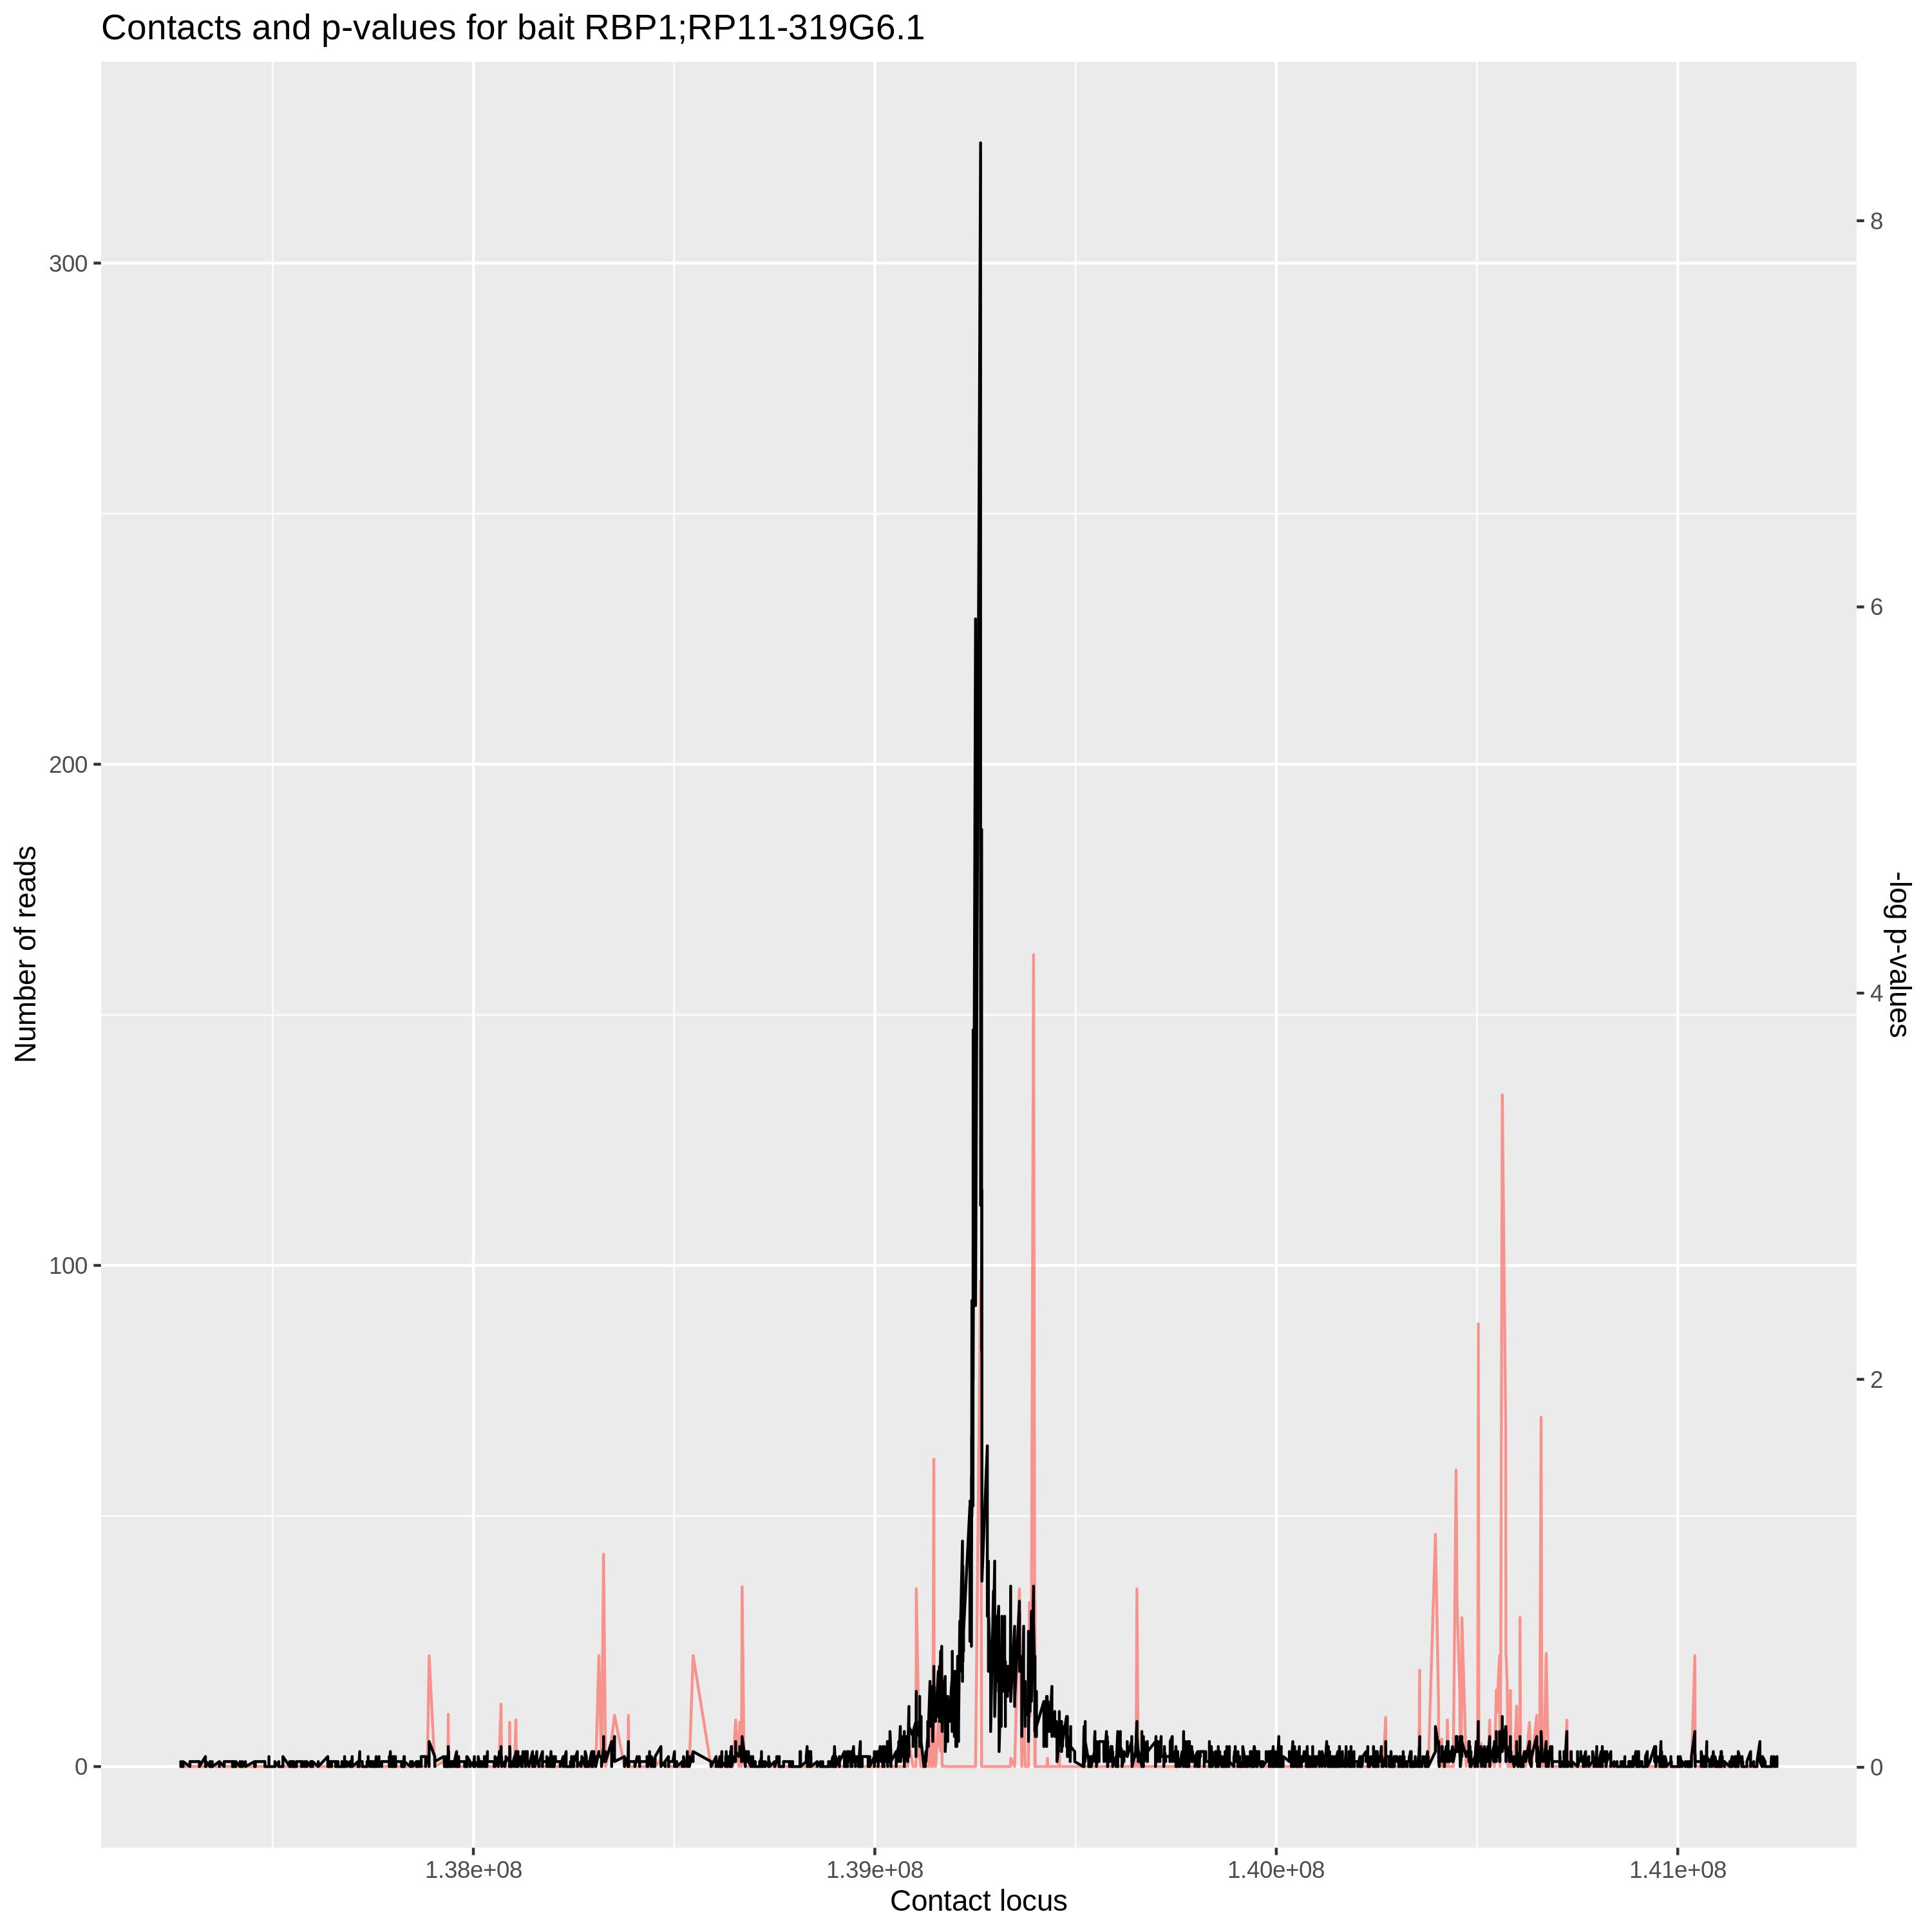 Contacts and p-values for bait RBP1;RP11-319G6.1
Number of reads
300
200
100
0
8
6
4
2
0
-log p-values
1.38e+08 1.39e+08 1.40e+08 1.41e+08
Contact locus